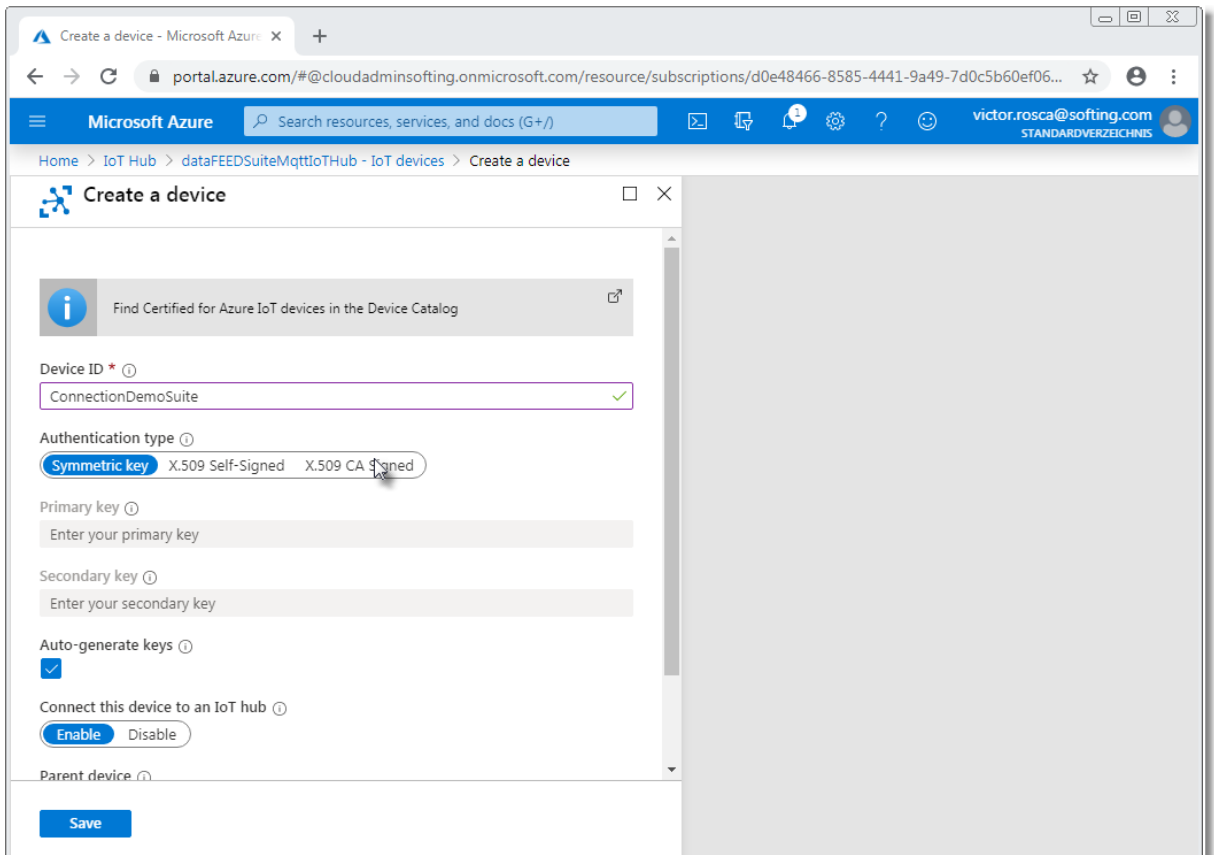 Create a device - Microsoft Azure
portal.azure.com/#@cloudadminsofting.onmicrosoft.com/resource/subscriptions/d0e48466-8585-4441-9a49-7d0c5b60ef06...
Microsoft Azure
Search resources, services, and docs (G+/)
1
victor.rosca@softing.com
STANDARDVERZEICHNIS
Home > IoT Hub > dataFEEDSuiteMqttIoTHub - IoT devices > Create a device
Create a device
Find Certified for Azure IoT devices in the Device Catalog
Device ID *
ConnectionDemoSuite
Authentication type
Symmetric key X.509 Self-Signed X.509 CA Signed
Primary key
Enter your primary key
Secondary key
Enter your secondary key
Auto-generate keys
Connect this device to an IoT hub
Enable Disable
Parent device
Save